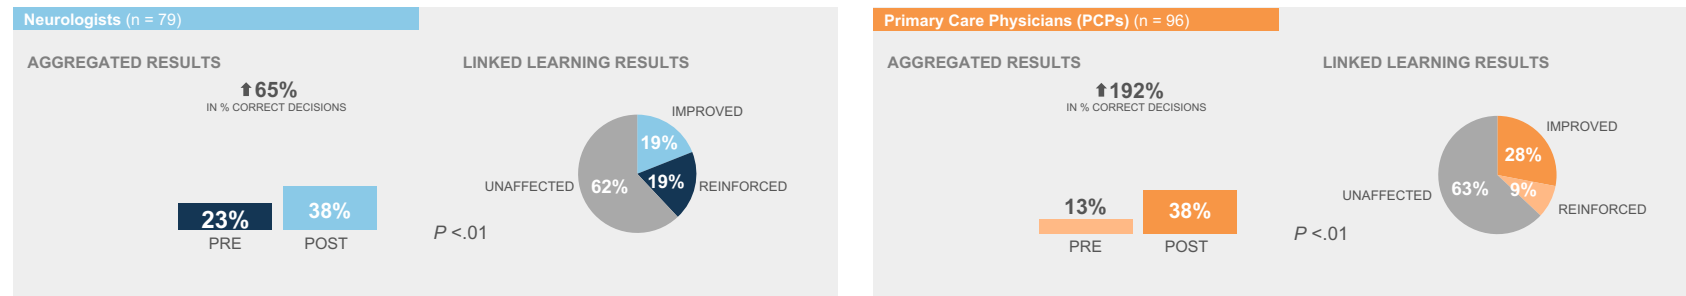 Neurologists (n = 79)
AGGREGATED RESULTS
65%
IN % CORRECT DECISIONS
23%
PRE
38%
POST
LINKED LEARNING RESULTS
IMPROVED
19%
UNAFFECTED
62%
19%
REINFORCED
P <.01
Primary Care Physicians (PCPs) (n = 96)
AGGREGATED RESULTS
192%
IN % CORRECT DECISIONS
13%
PRE
38%
POST
LINKED LEARNING RESULTS
IMPROVED
28%
UNAFFECTED
63%
9%
REINFORCED
P <.01